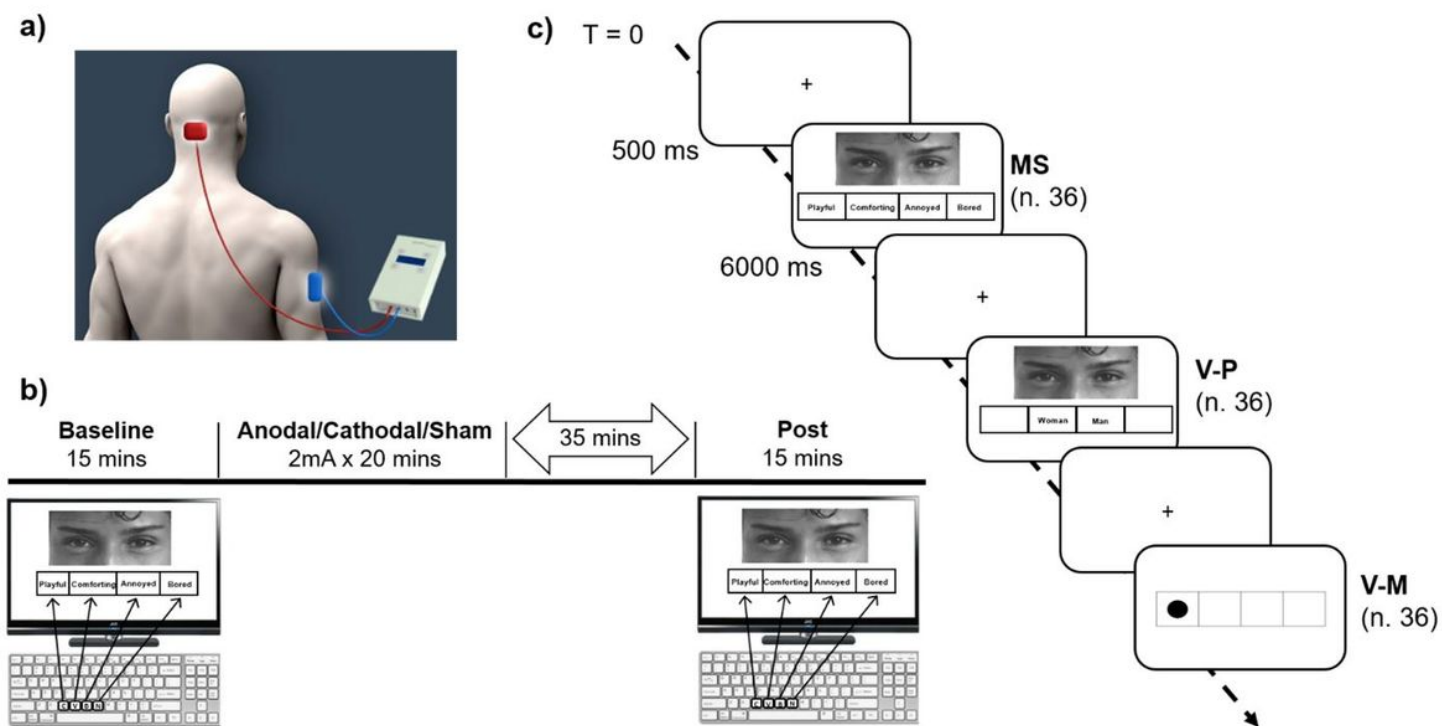 a)
b)
Baseline
15 mins
Anodal/Cathodal/Sham
2mA x 20 mins
35 mins
Post
15 mins
Playful Comforting Annoyed Bored
C V B N
Playful Comforting Annoyed Bored
C V B N
c)
T = 0
+
500 ms
Playful Comforting Annoyed Bored
MS
(n. 36)
6000 ms
+
Woman Man
V-P
(n. 36)
+
V-M
(n. 36)